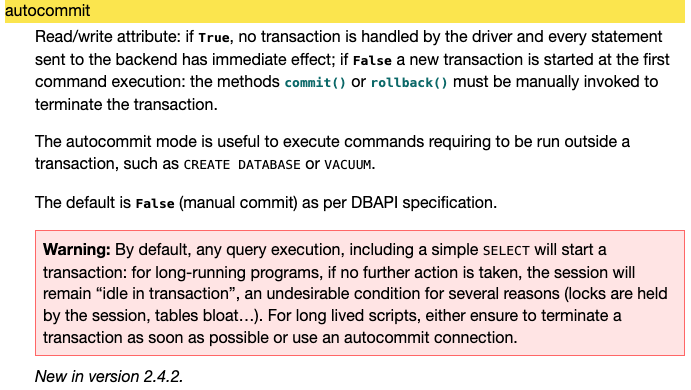 autocommit
Read/write attribute: if True, no transaction is handled by the driver and every statement
sent to the backend has immediate effect; if False a new transaction is started at the first
command execution: the methods commit() or rollback() must be manually invoked to
terminate the transaction.
The autocommit mode is useful to execute commands requiring to be run outside a
transaction, such as CREATE DATABASE or VACUUM.
The default is False (manual commit) as per DBAPI specification.
Warning: By default, any query execution, including a simple SELECT will start a
transaction: for long-running programs, if no further action is taken, the session will
remain “idle in transaction”, an undesirable condition for several reasons (locks are held
by the session, tables bloat…). For long lived scripts, either ensure to terminate a
transaction as soon as possible or use an autocommit connection.
New in version 2.4.2.